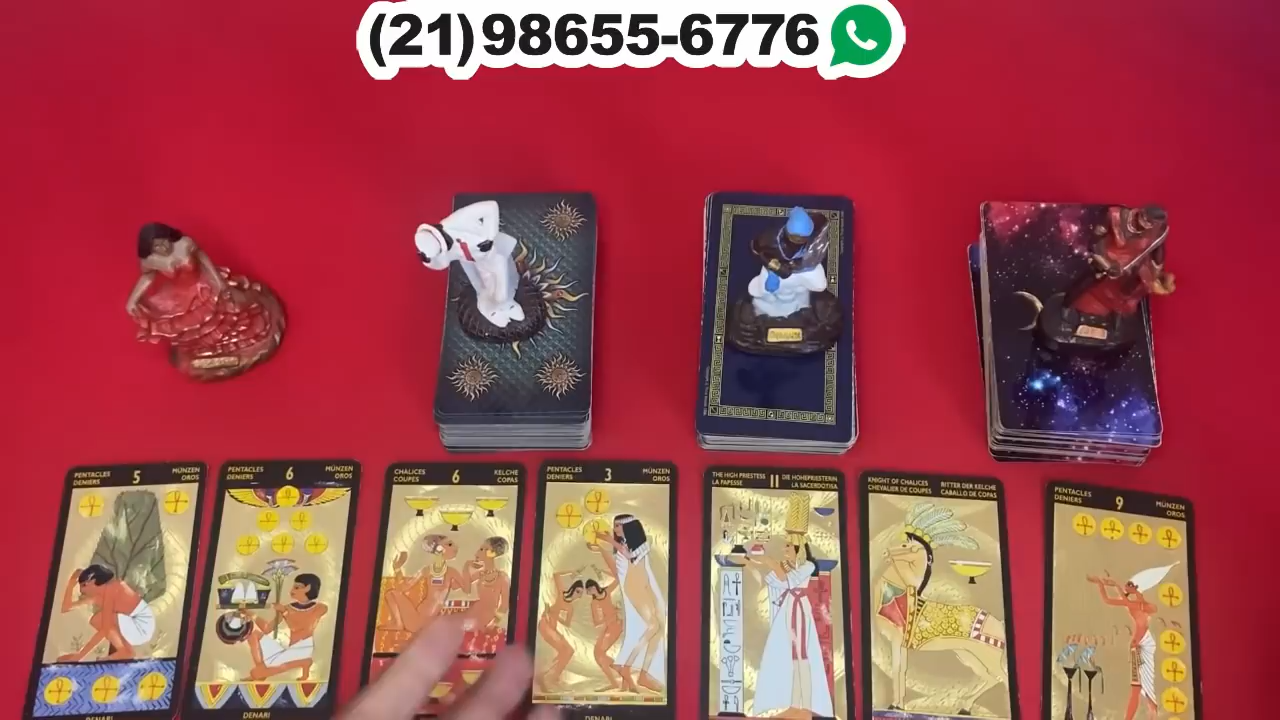 (21)98655-6776
PENTACLES
DENIERS
5
MÜNZEN
OROS
DENARI
PENTACLES
DENIERS
6
MÜNZEN
OROS
DENARI
CHALICES
COUPES
6
KELCHE
COPAS
PENTACLES
DENIERS
3
MÜNZEN
OROS
DENARI
THE HIGH PRIESTESS
LA PAPESSE
II
DIE HOHEPRIESTERIN
LA SACERDOTISA
KNIGHT OF CHALICES
CHEVALIER DE COUPES
RITTER DER KELCHE
CABALLO DE COPAS
PENTACLES
DENIERS
9
MÜNZEN
OROS